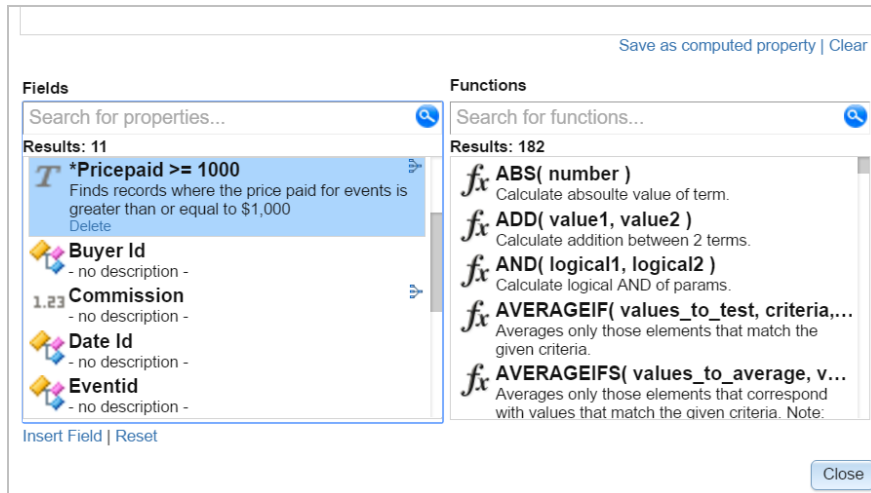 Save as computed property | Clear
Fields
Search for properties...
Results: 11
T *Pricepaid >= 1000
Finds records where the price paid for events is
greater than or equal to $1,000
Delete
Buyer Id
- no description -
1.23 Commission
- no description -
Date Id
- no description -
Eventid
- no description -
Insert Field | Reset
Functions
Search for functions...
Results: 182
fx ABS( number )
Calculate absoulte value of term.
fx ADD( value1, value2 )
Calculate addition between 2 terms.
fx AND( logical1, logical2 )
Calculate logical AND of params.
fx AVERAGEIF( values_to_test, criteria,...
Averages only those elements that match the
given criteria.
fx AVERAGEIFS( values_to_average, v...
Averages only those elements that correspond
with values that match the given criteria. Note:
Close